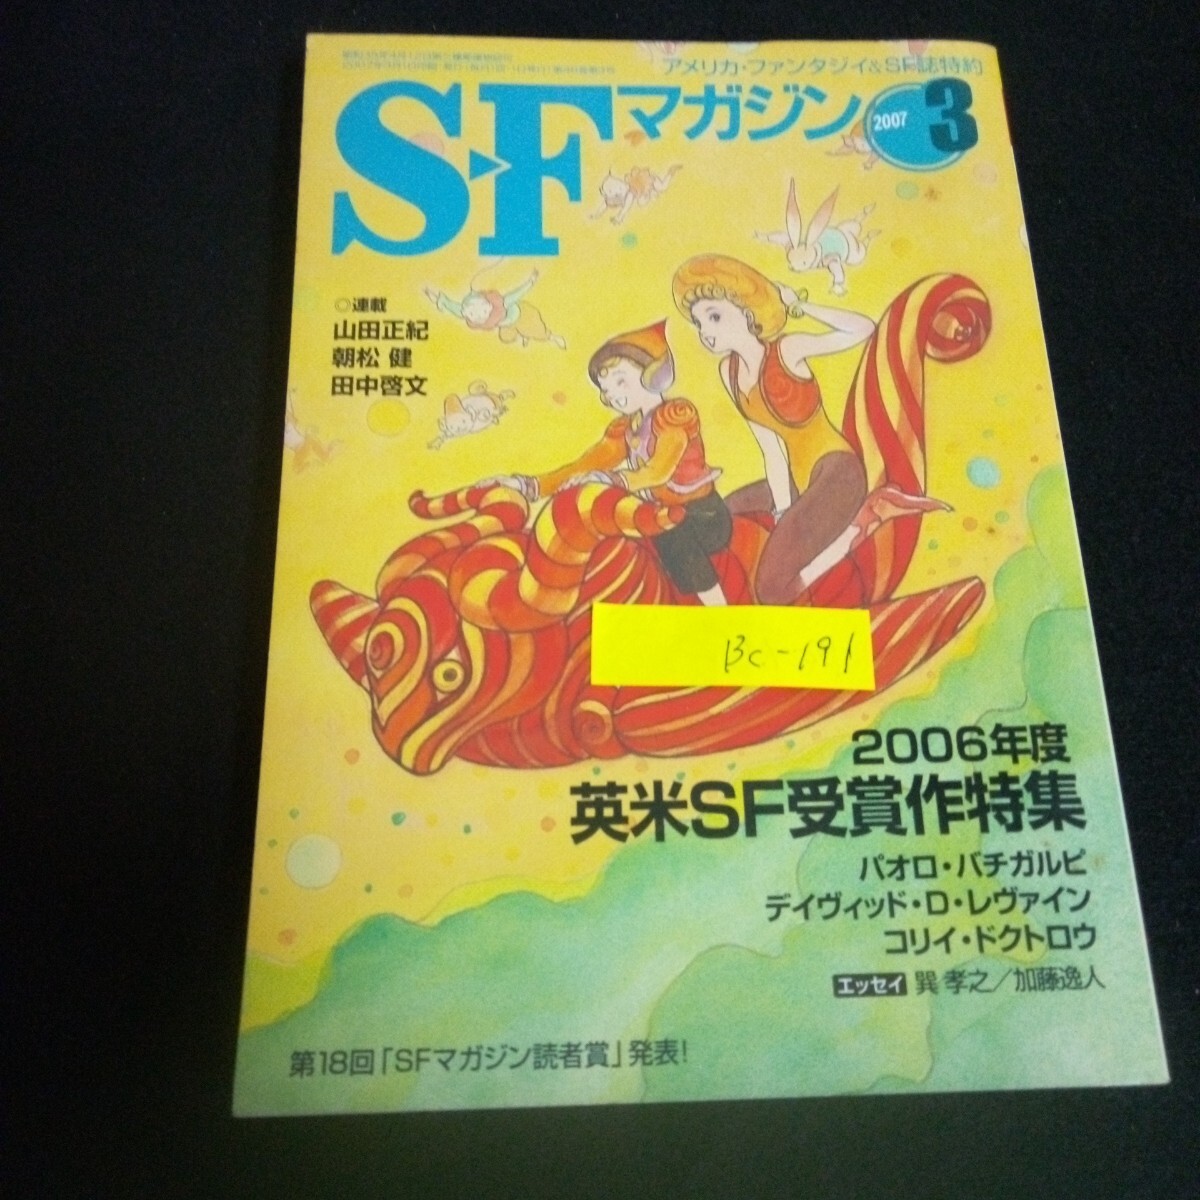 アメリカ・ファンタジイ&SF誌特約
S-Fマガジン
2007
3
◎連載
山田正紀
朝松 健
田中啓文
Bc-191
2006年度
英米SF受賞作特集
パオロ・バチガルピ
デイヴィッド・D・レヴァイン
コリイ・ドクトロウ
エッセイ 巽 孝之/加藤逸人
第18回「SFマガジン読者賞」発表!